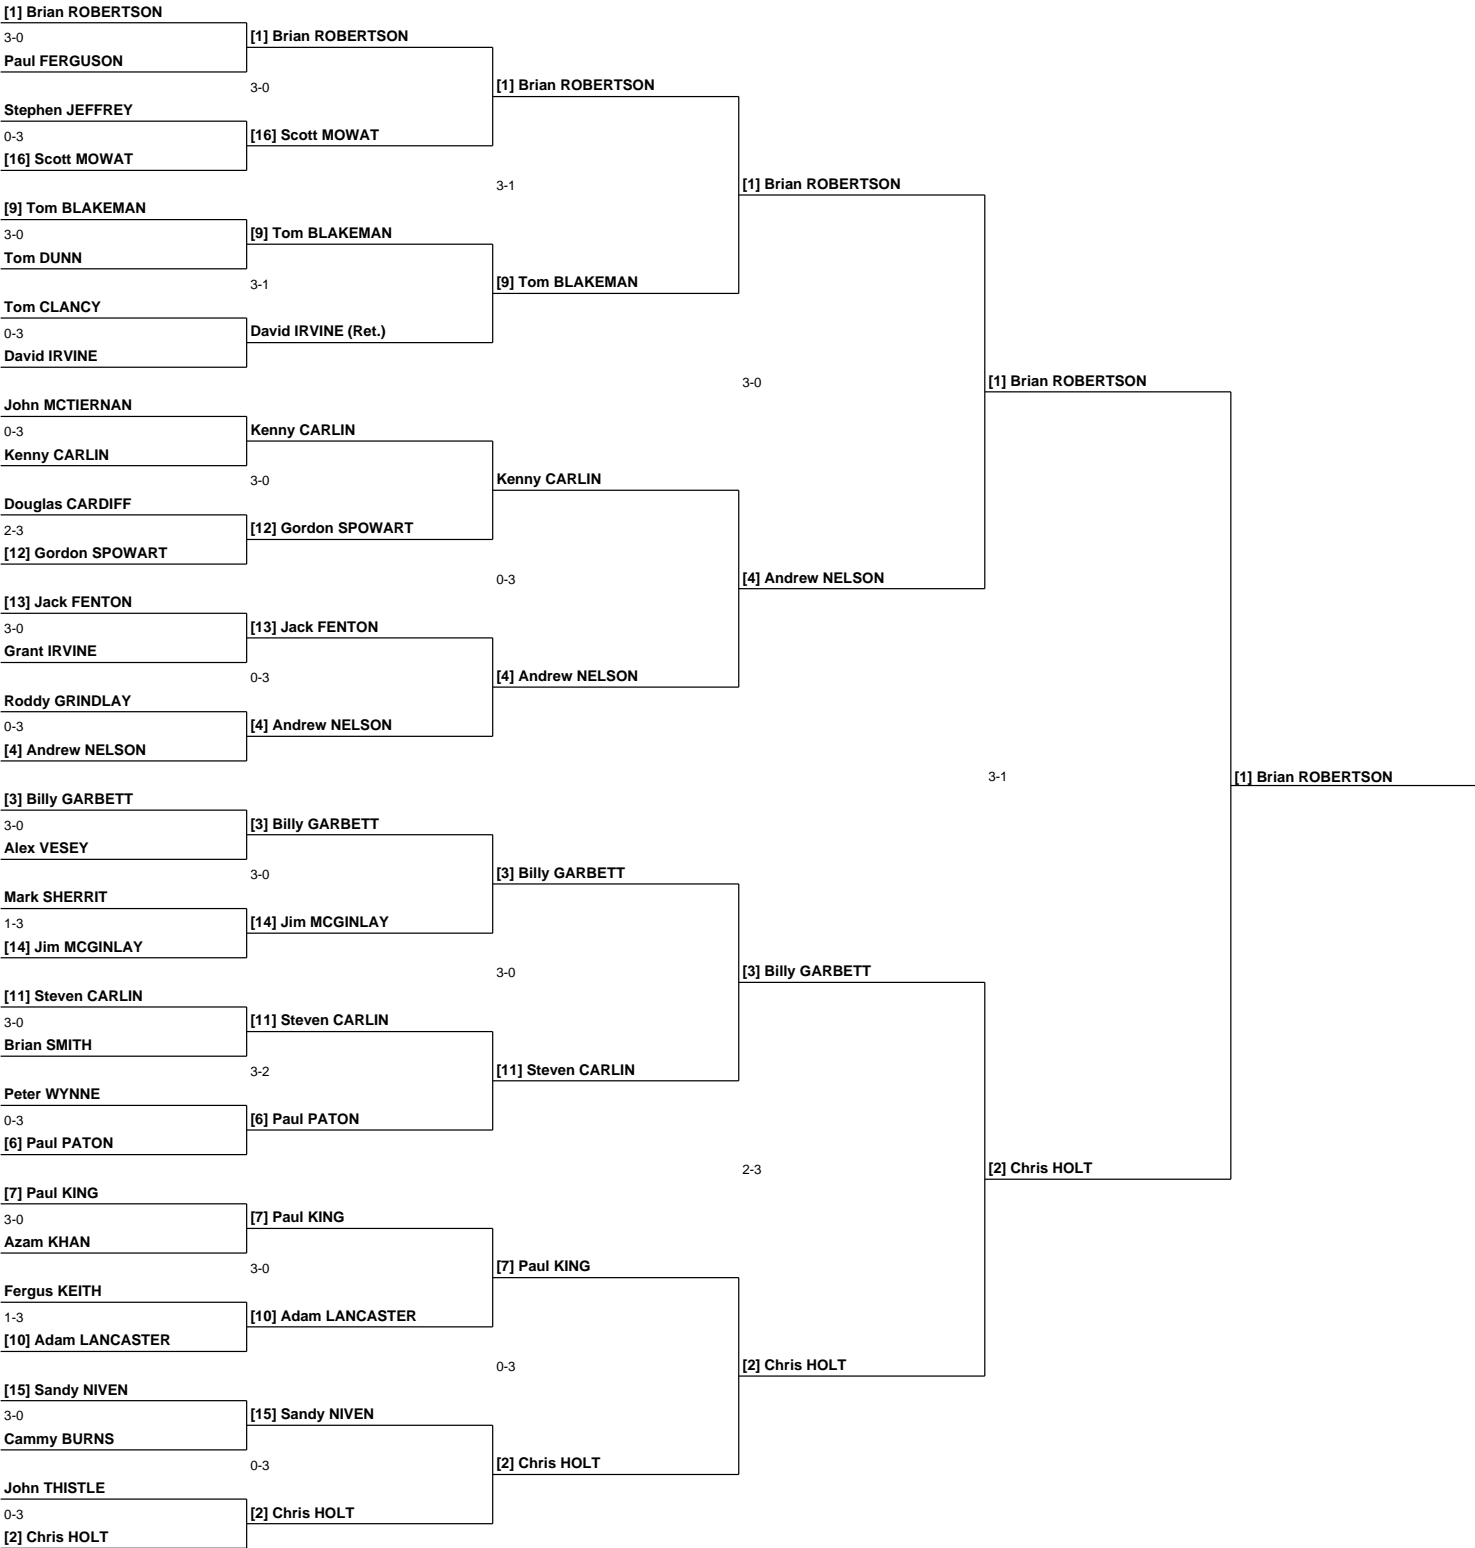 [1] Brian ROBERTSON
3-0
Paul FERGUSON
Stephen JEFFREY
0-3
[16] Scott MOWAT
[9] Tom BLAKEMAN
3-0
Tom DUNN
Tom CLANCY
0-3
David IRVINE
John MCTIERNAN
0-3
Kenny CARLIN
Douglas CARDIFF
2-3
[12] Gordon SPOWART
[13] Jack FENTON
3-0
Grant IRVINE
Roddy GRINDLAY
0-3
[4] Andrew NELSON
[3] Billy GARBETT
3-0
Alex VESEY
Mark SHERRIT
1-3
[14] Jim MCGINLAY
[11] Steven CARLIN
3-0
Brian SMITH
Peter WYNNE
0-3
[6] Paul PATON
[7] Paul KING
3-0
Azam KHAN
Fergus KEITH
1-3
[10] Adam LANCASTER
[15] Sandy NIVEN
3-0
Cammy BURNS
John THISTLE
0-3
[2] Chris HOLT
[1] Brian ROBERTSON
3-0
[16] Scott MOWAT
[9] Tom BLAKEMAN
3-1
David IRVINE (Ret.)
Kenny CARLIN
3-0
[12] Gordon SPOWART
[13] Jack FENTON
0-3
[4] Andrew NELSON
[3] Billy GARBETT
3-0
[14] Jim MCGINLAY
[11] Steven CARLIN
3-2
[6] Paul PATON
[7] Paul KING
3-0
[10] Adam LANCASTER
[15] Sandy NIVEN
0-3
[2] Chris HOLT
[1] Brian ROBERTSON
3-1
[9] Tom BLAKEMAN
Kenny CARLIN
0-3
[4] Andrew NELSON
[3] Billy GARBETT
3-0
[11] Steven CARLIN
[7] Paul KING
0-3
[2] Chris HOLT
[1] Brian ROBERTSON
3-0
[4] Andrew NELSON
[3] Billy GARBETT
2-3
[2] Chris HOLT
[1] Brian ROBERTSON
3-1
[2] Chris HOLT
[1] Brian ROBERTSON